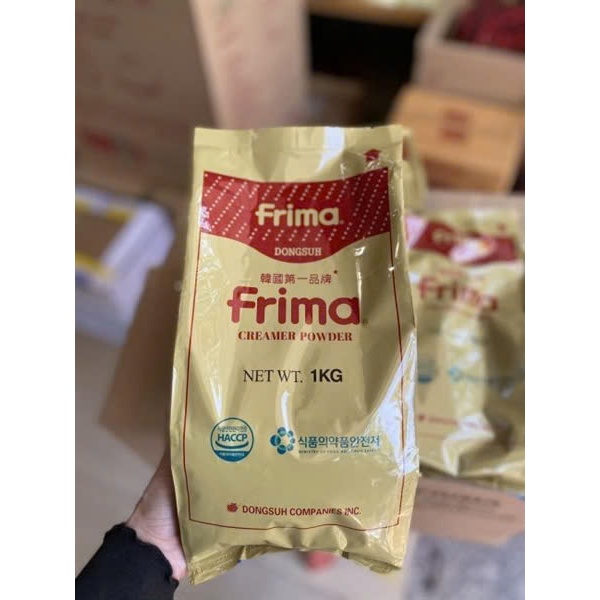 frima
DONGSUH
韓國第一品牌*
frima®
CREAMER POWDER
NET WT. 1KG
HACCP
식품의약품안전처
DONGSUH COMPANIES INC.
frima